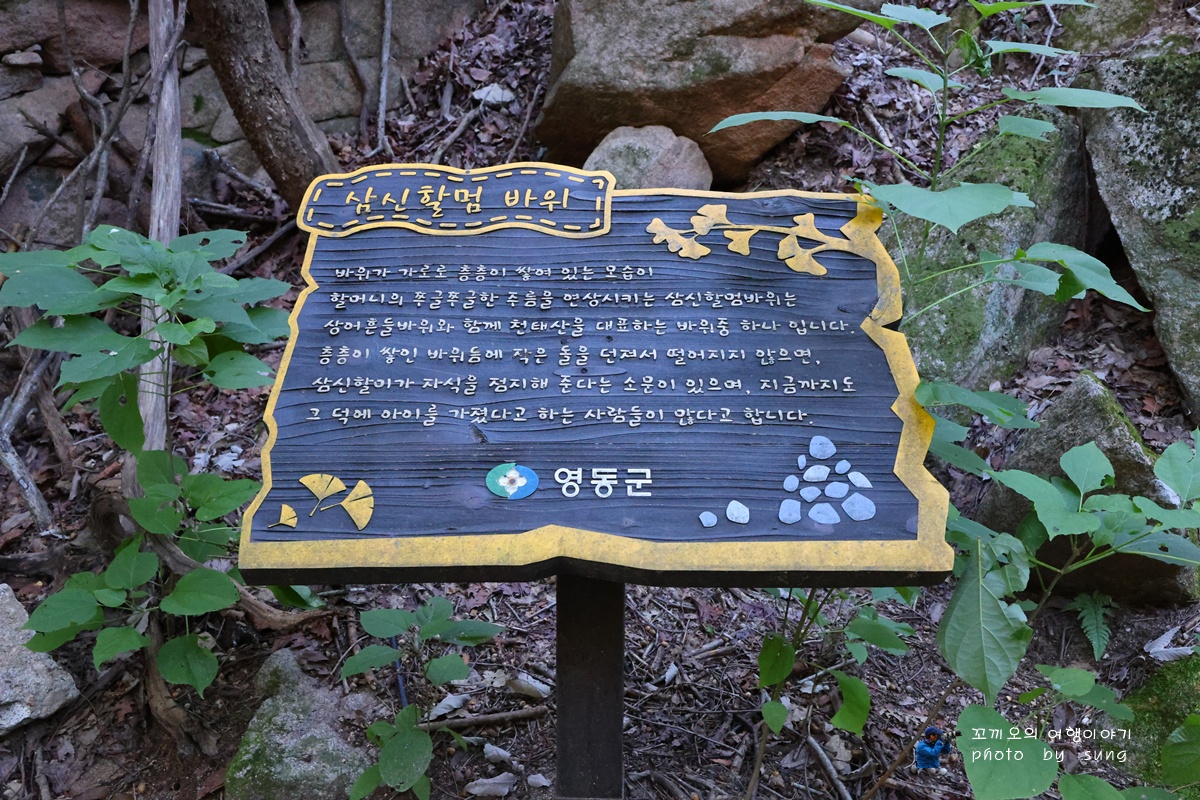 삼신할멈 바위
바위가 가로로 층층이 쌓여 있는 모습이
할머니의 쭈글쭈글한 주름을 연상시키는 삼신할멈바위는
상어흔들바위와 함께 천태산을 대표하는 바위중 하나 입니다.
층층이 쌓인 바위틈에 작은 돌을 던져서 떨어지지 않으면,
삼신할머가 자식을 점지해 준다는 소문이 있으며, 지금까지도
그 덕에 아이를 가졌다고 하는 사람들이 많다고 합니다.
영동군
꼬끼오의 여행이야기
photo by sung